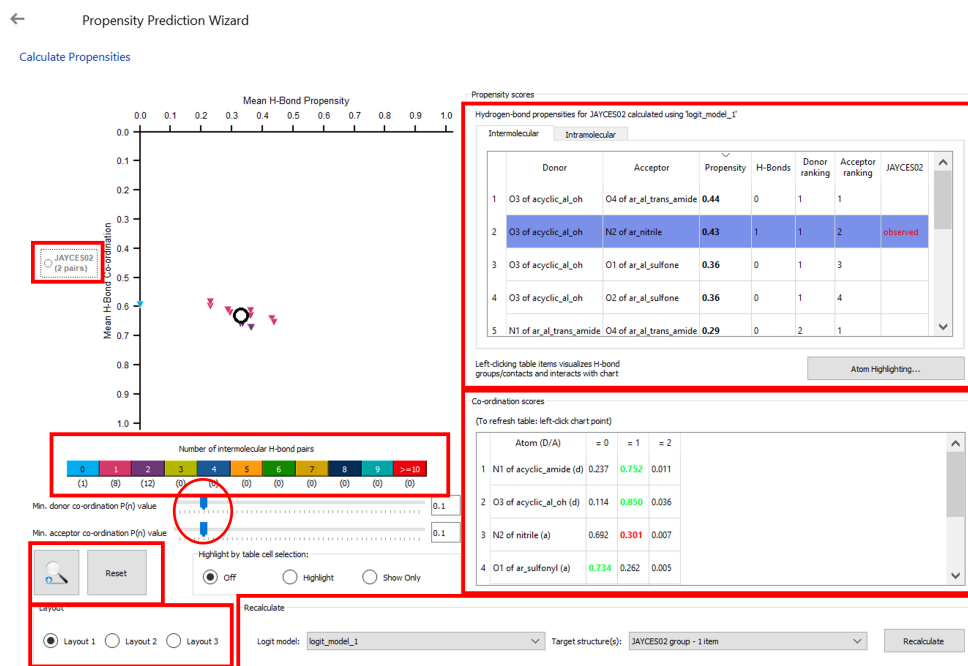 Propensity Prediction Wizard
Calculate Propensities
Mean H-Bond Propensity
0.0 0.1 0.2 0.3 0.4 0.5 0.6 0.7 0.8 0.9 1.0
0.0
0.1
0.2
0.3
0.4
0.5
0.6
0.7
0.8
0.9
1.0
Mean H-Bond Co-ordination
JAYCES02
(2 pairs)
Number of intermolecular H-bond pairs
0 1 2 3 4 5 6 7 8 9 >=10
(1) (8) (12) (0) (0) (0) (0) (0) (0) (0) (0)
Min. donor co-ordination P(n) value 0.1
Min. acceptor co-ordination P(n) value 0.1
Reset
Highlight by table cell selection:
Off Highlight Show Only
Layout
Layout 1 Layout 2 Layout 3
Propensity scores
Hydrogen-bond propensities for JAYCES02 calculated using 'logit_model_1'
Intermolecular Intramolecular
Donor Acceptor Propensity H-Bonds Donor ranking Acceptor ranking JAYCES02
1 O3 of acyclic_al_oh O4 of ar_al_trans_amide 0.44 0 1 1
2 O3 of acyclic_al_oh N2 of ar_nitrile 0.43 1 1 2 observed
3 O3 of acyclic_al_oh O1 of ar_al_sulfone 0.36 0 1 3
4 O3 of acyclic_al_oh O2 of ar_al_sulfone 0.36 0 1 4
5 N1 of ar_al_trans_amide O4 of ar_al_trans_amide 0.29 0 2 1
Left-clicking table items visualizes H-bond
groups/contacts and interacts with chart
Atom Highlighting...
Co-ordination scores
(To refresh table: left-click chart point)
Atom (D/A) = 0 = 1 = 2
1 N1 of acyclic_amide (d) 0.237 0.752 0.011
2 O3 of acyclic_al_oh (d) 0.114 0.850 0.036
3 N2 of nitrile (a) 0.692 0.301 0.007
4 O1 of ar_sulfonyl (a) 0.734 0.262 0.005
Recalculate
Logit model: logit_model_1 Target structure(s): JAYCES02 group - 1 item Recalculate